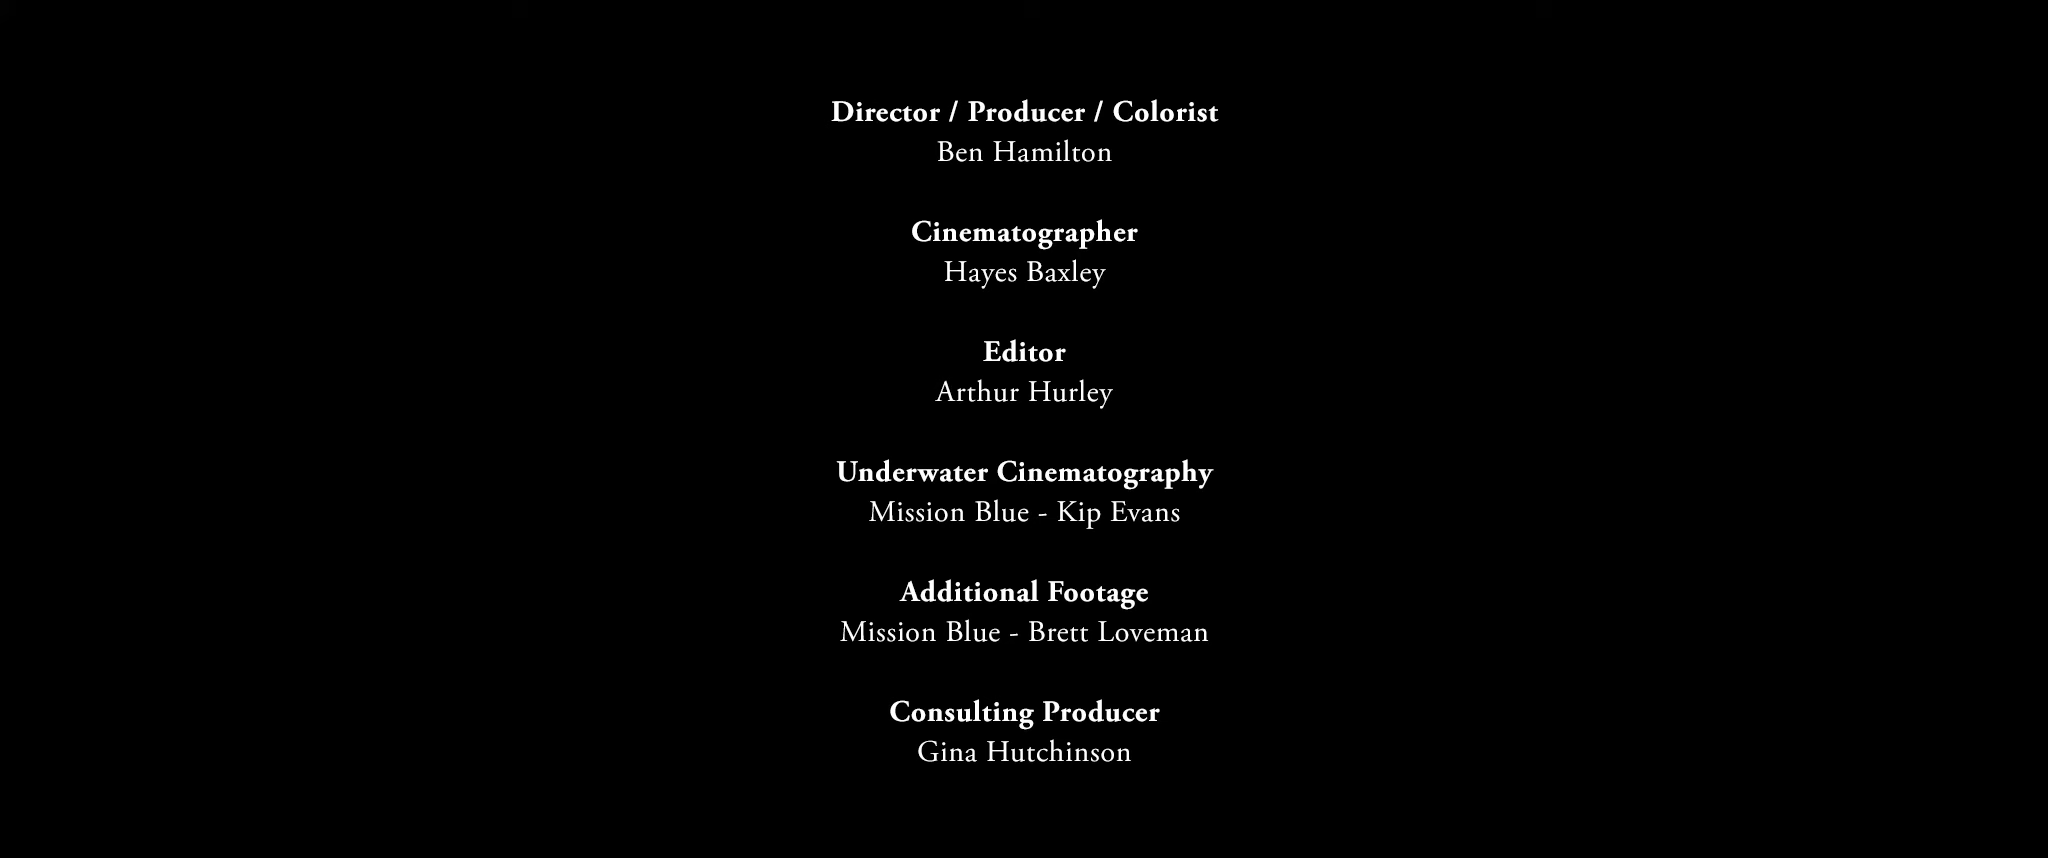 Director / Producer / Colorist
Ben Hamilton
Cinematographer
Hayes Baxley
Editor
Arthur Hurley
Underwater Cinematography
Mission Blue - Kip Evans
Additional Footage
Mission Blue - Brett Loveman
Consulting Producer
Gina Hutchinson